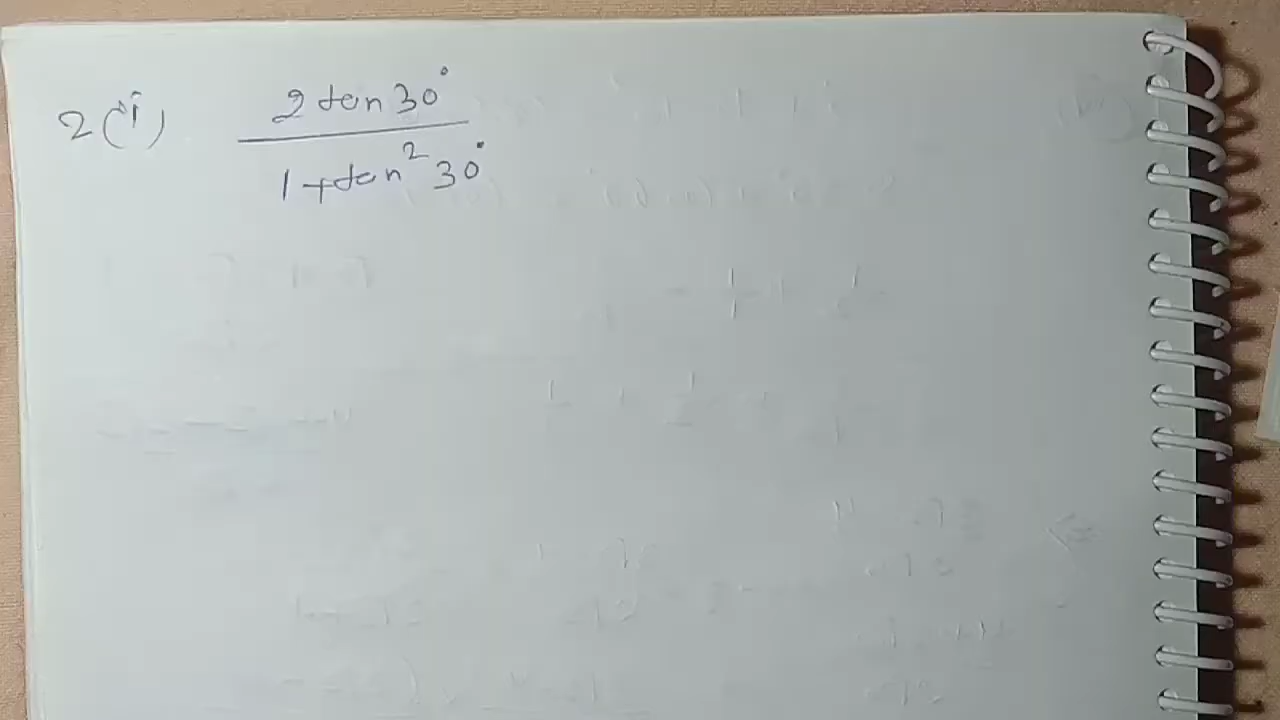 2(i) 2 tan 30°
1+tan² 30°